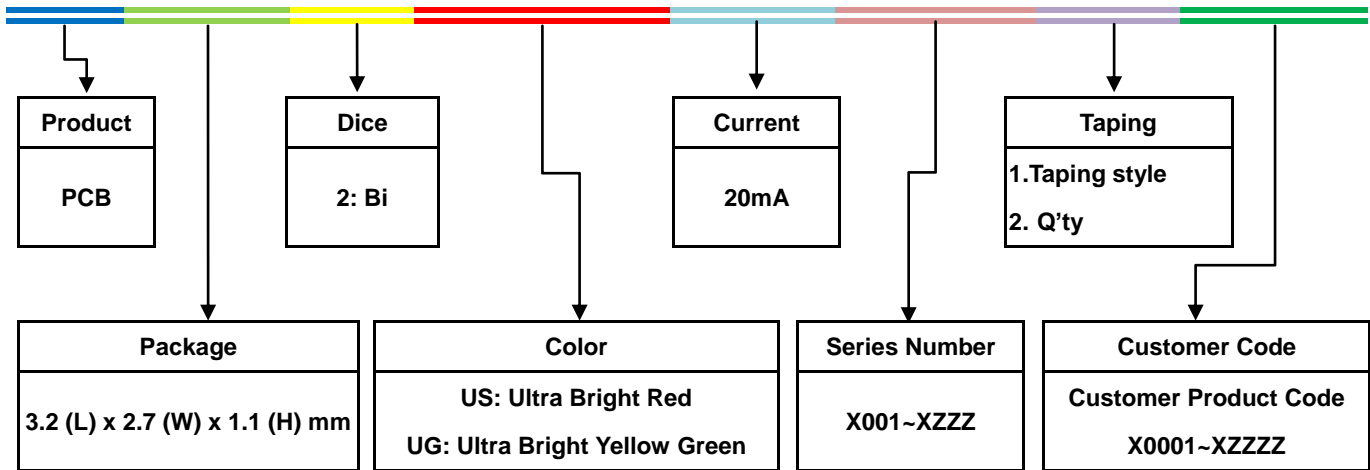 Product
PCB
Dice
2: Bi
Current
20mA
Taping
1.Taping style
2. Q’ty
Package
3.2 (L) x 2.7 (W) x 1.1 (H) mm
Color
US: Ultra Bright Red
UG: Ultra Bright Yellow Green
Series Number
X001~XZZZ
Customer Code
Customer Product Code
X0001~XZZZZ